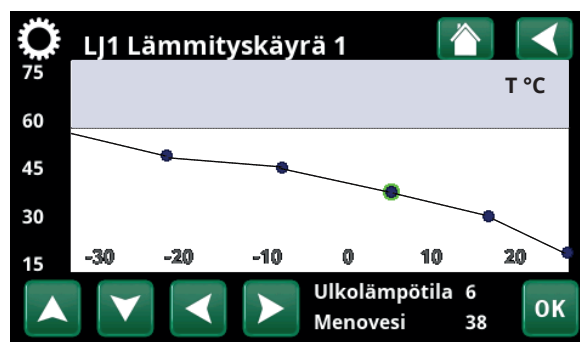 LJ1 Lämmityskäyrä 1
75
T °C
60
45
30
15
-30 -20 -10 0 10 20
Ulkolämpötila 6
Menovesi 38
OK